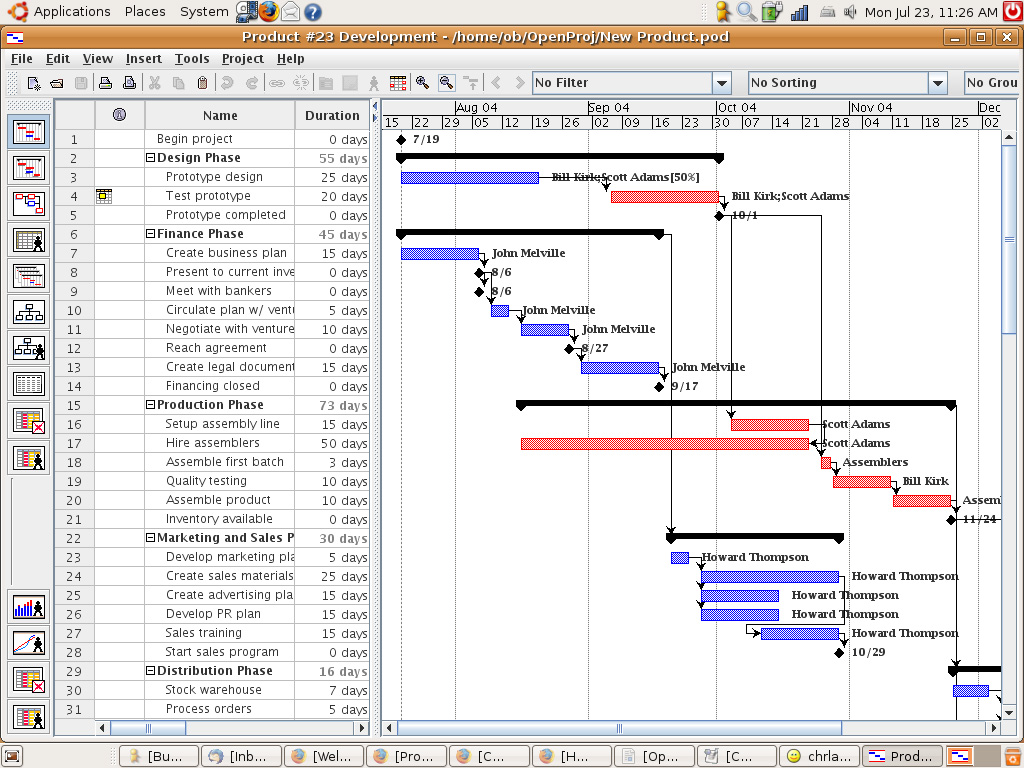 Applications Places System Mon Jul 23, 11:26 AM
Product #23 Development - /home/ob/OpenProj/New Product.pod
File Edit View Insert Tools Project Help
No Filter No Sorting No Grou
Name Duration
Aug 04 Sep 04 Oct 04 Nov 04 Dec
15 22 29 05 12 19 26 02 09 16 23 30 07 14 21 28 04 11 18 25 02
1 Begin project 0 days 7/19
2 Design Phase 55 days
3 Prototype design 25 days Bill Kirk;Scott Adams[50%]
4 Test prototype 20 days Bill Kirk;Scott Adams
5 Prototype completed 0 days 10/1
6 Finance Phase 45 days
7 Create business plan 15 days John Melville
8 Present to current inve 0 days 8/6
9 Meet with bankers 0 days 8/6
10 Circulate plan w/ vent 5 days John Melville
11 Negotiate with venture 10 days John Melville
12 Reach agreement 0 days 8/27
13 Create legal document 15 days John Melville
14 Financing closed 0 days 9/17
15 Production Phase 73 days
16 Setup assembly line 15 days Scott Adams
17 Hire assemblers 50 days Scott Adams
18 Assemble first batch 3 days Assemblers
19 Quality testing 10 days Bill Kirk
20 Assemble product 10 days Assem
21 Inventory available 0 days 11/24
22 Marketing and Sales P 30 days
23 Develop marketing pla 5 days Howard Thompson
24 Create sales materials 25 days Howard Thompson
25 Create advertising pla 15 days Howard Thompson
26 Develop PR plan 15 days Howard Thompson
27 Sales training 15 days Howard Thompson
28 Start sales program 0 days 10/29
29 Distribution Phase 16 days
30 Stock warehouse 7 days
31 Process orders 5 days
[Bu... [Inb... [Wel... [Pro... [C... [H... [Op... [C... chrla... Prod...